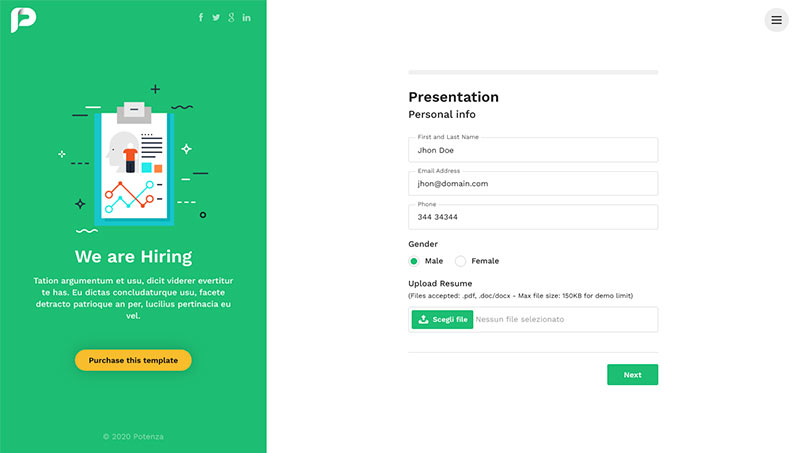 We are Hiring
Tation argumentum et usu, dicit viderer evertitur
te has. Eu dictas concludaturque usu, facete
detracto patrioque an per, lucilius pertinacia eu
vel.
Purchase this template
© 2020 Potenza
Presentation
Personal info
First and Last Name
Jhon Doe
Email Address
jhon@domain.com
Phone
344 34344
Gender
Male Female
Upload Resume
(Files accepted: .pdf, .doc/docx - Max file size: 150KB for demo limit)
Scegli file Nessun file selezionato
Next